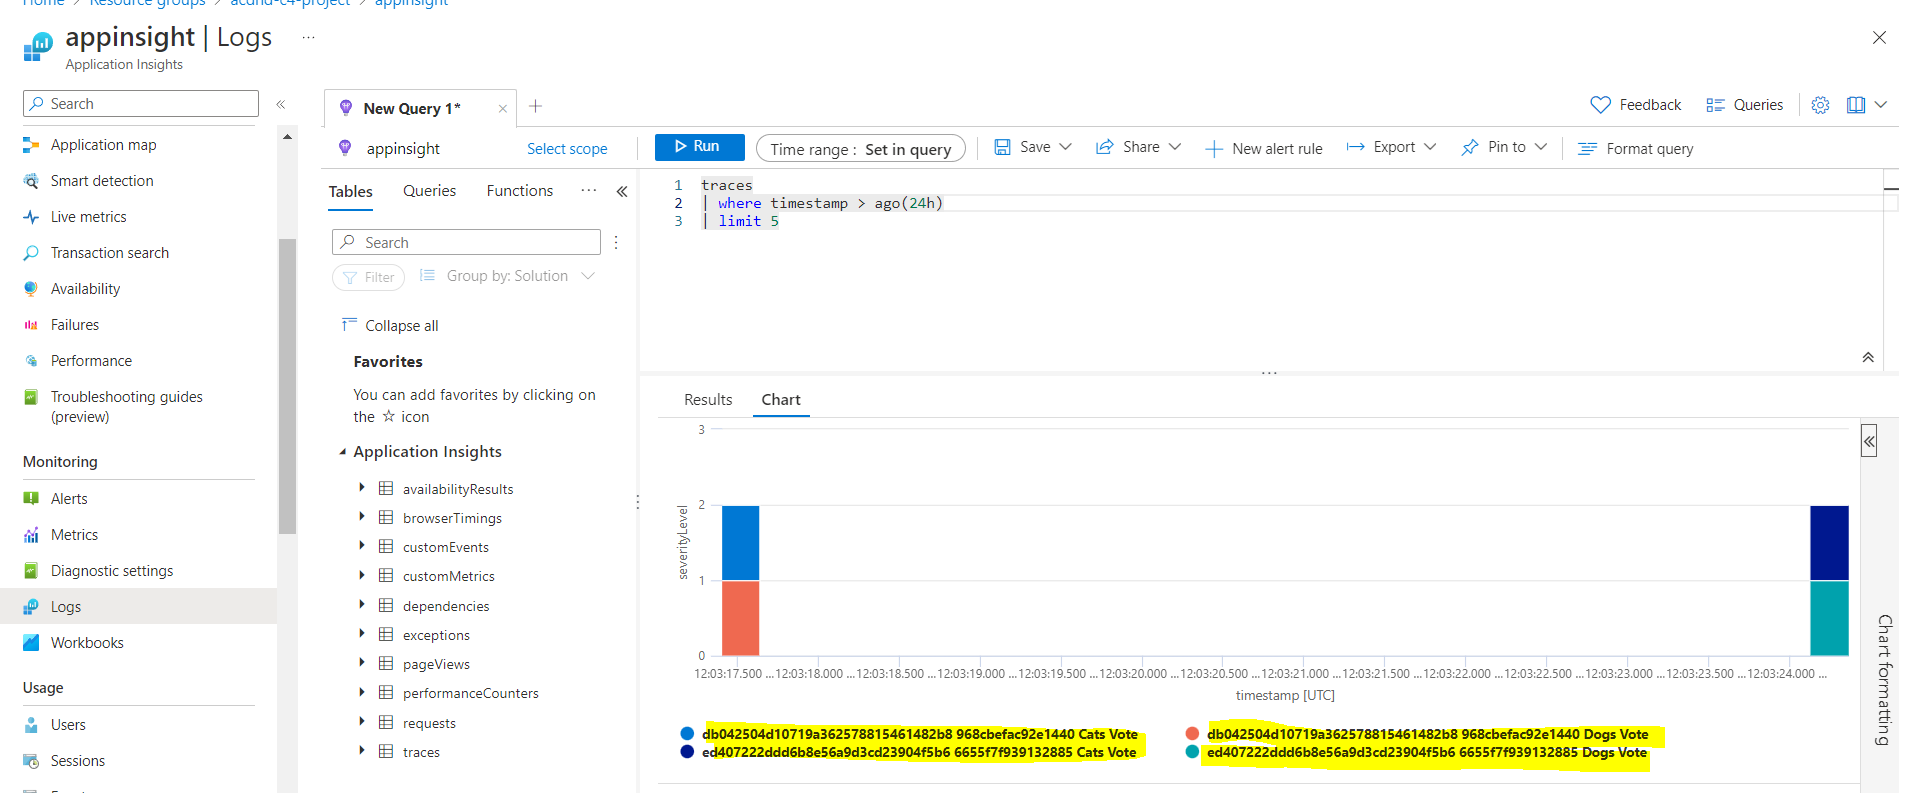 Home > Resource groups > acdnd-c4-project > appinsight
appinsight | Logs ...
Application Insights
Search
Application map
Smart detection
Live metrics
Transaction search
Availability
Failures
Performance
Troubleshooting guides
(preview)
Monitoring
Alerts
Metrics
Diagnostic settings
Logs
Workbooks
Usage
Users
Sessions
New Query 1*
Feedback
Queries
appinsight
Select scope
Run
Time range : Set in query
Save
Share
New alert rule
Export
Pin to
Format query
Tables
Queries
Functions
...
Search
Filter
Group by: Solution
Collapse all
Favorites
You can add favorites by clicking on
the ☆ icon
Application Insights
availabilityResults
browserTimings
customEvents
customMetrics
dependencies
exceptions
pageViews
performanceCounters
requests
traces
1 traces
2 | where timestamp > ago(24h)
3 | limit 5
Results
Chart
3
2
1
0
severityLevel
12:03:17.500 ...12:03:18.000 ...12:03:18.500 ...12:03:19.000 ...12:03:19.500 ...12:03:20.000 ...12:03:20.500 ...12:03:21.000 ...12:03:21.500 ...12:03:22.000 ...12:03:22.500 ...12:03:23.000 ...12:03:23.500 ...12:03:24.000 ...
timestamp [UTC]
db042504d10719a362578815461482b8 968cbefac92e1440 Cats Vote
db042504d10719a362578815461482b8 968cbefac92e1440 Dogs Vote
ed407222ddd6b8e56a9d3cd23904f5b6 6655f7f939132885 Cats Vote
ed407222ddd6b8e56a9d3cd23904f5b6 6655f7f939132885 Dogs Vote
Chart formatting